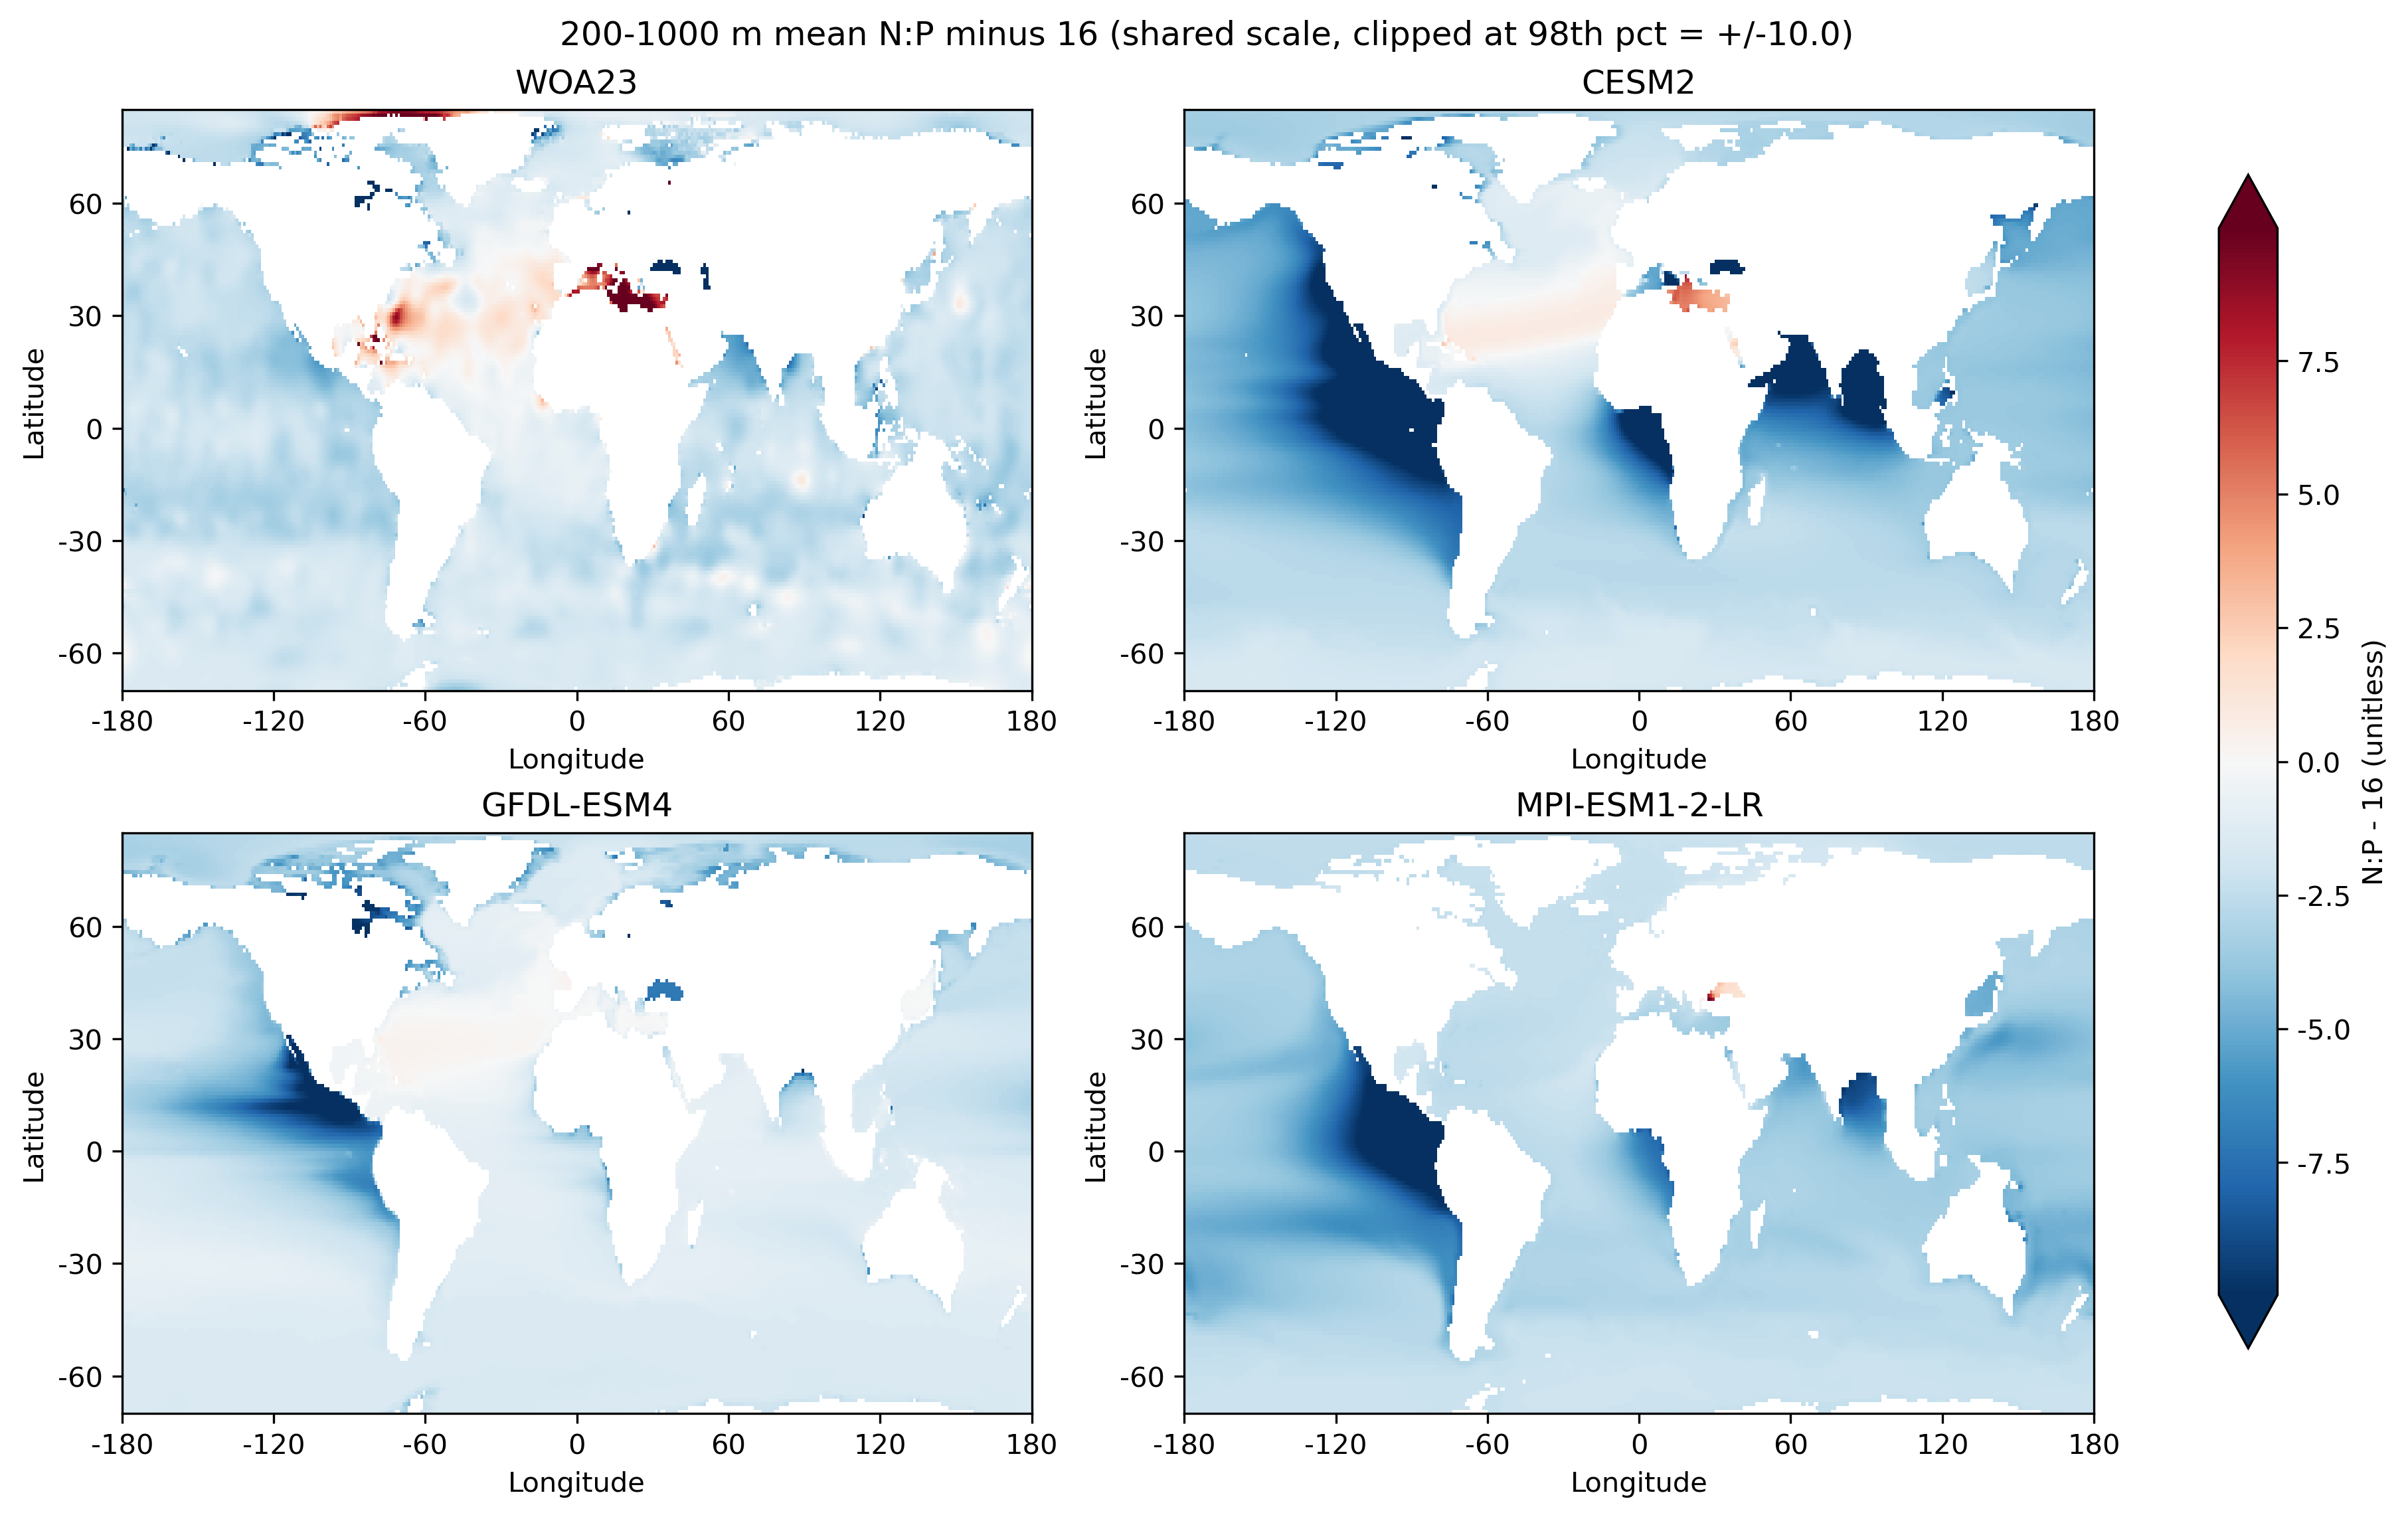 200-1000 m mean N:P minus 16 (shared scale, clipped at 98th pct = +/-10.0)
WOA23
60
30
0
-30
-60
Latitude
-180 -120 -60 0 60 120 180
Longitude
CESM2
60
30
0
-30
-60
Latitude
-180 -120 -60 0 60 120 180
Longitude
GFDL-ESM4
60
30
0
-30
-60
Latitude
-180 -120 -60 0 60 120 180
Longitude
MPI-ESM1-2-LR
60
30
0
-30
-60
Latitude
-180 -120 -60 0 60 120 180
Longitude
7.5
5.0
2.5
0.0
-2.5
-5.0
-7.5
N:P - 16 (unitless)